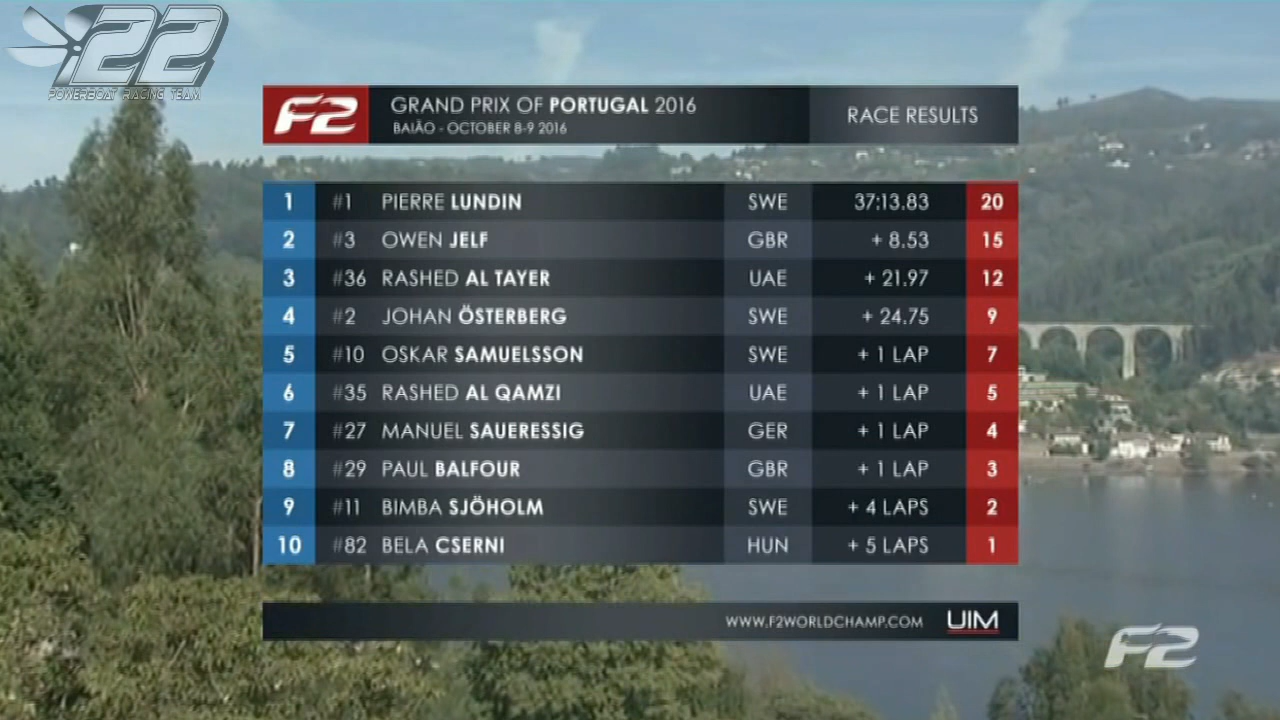 22
POWERBOAT RACING TEAM
F2
GRAND PRIX OF PORTUGAL 2016
BAIÃO - OCTOBER 8-9 2016
RACE RESULTS
1 #1 PIERRE LUNDIN SWE 37:13.83 20
2 #3 OWEN JELF GBR + 8.53 15
3 #36 RASHED AL TAYER UAE + 21.97 12
4 #2 JOHAN ÖSTERBERG SWE + 24.75 9
5 #10 OSKAR SAMUELSSON SWE + 1 LAP 7
6 #35 RASHED AL QAMZI UAE + 1 LAP 5
7 #27 MANUEL SAUERESSIG GER + 1 LAP 4
8 #29 PAUL BALFOUR GBR + 1 LAP 3
9 #11 BIMBA SJÖHOLM SWE + 4 LAPS 2
10 #82 BELA CSERNI HUN + 5 LAPS 1
WWW.F2WORLDCHAMP.COM UIM
F2